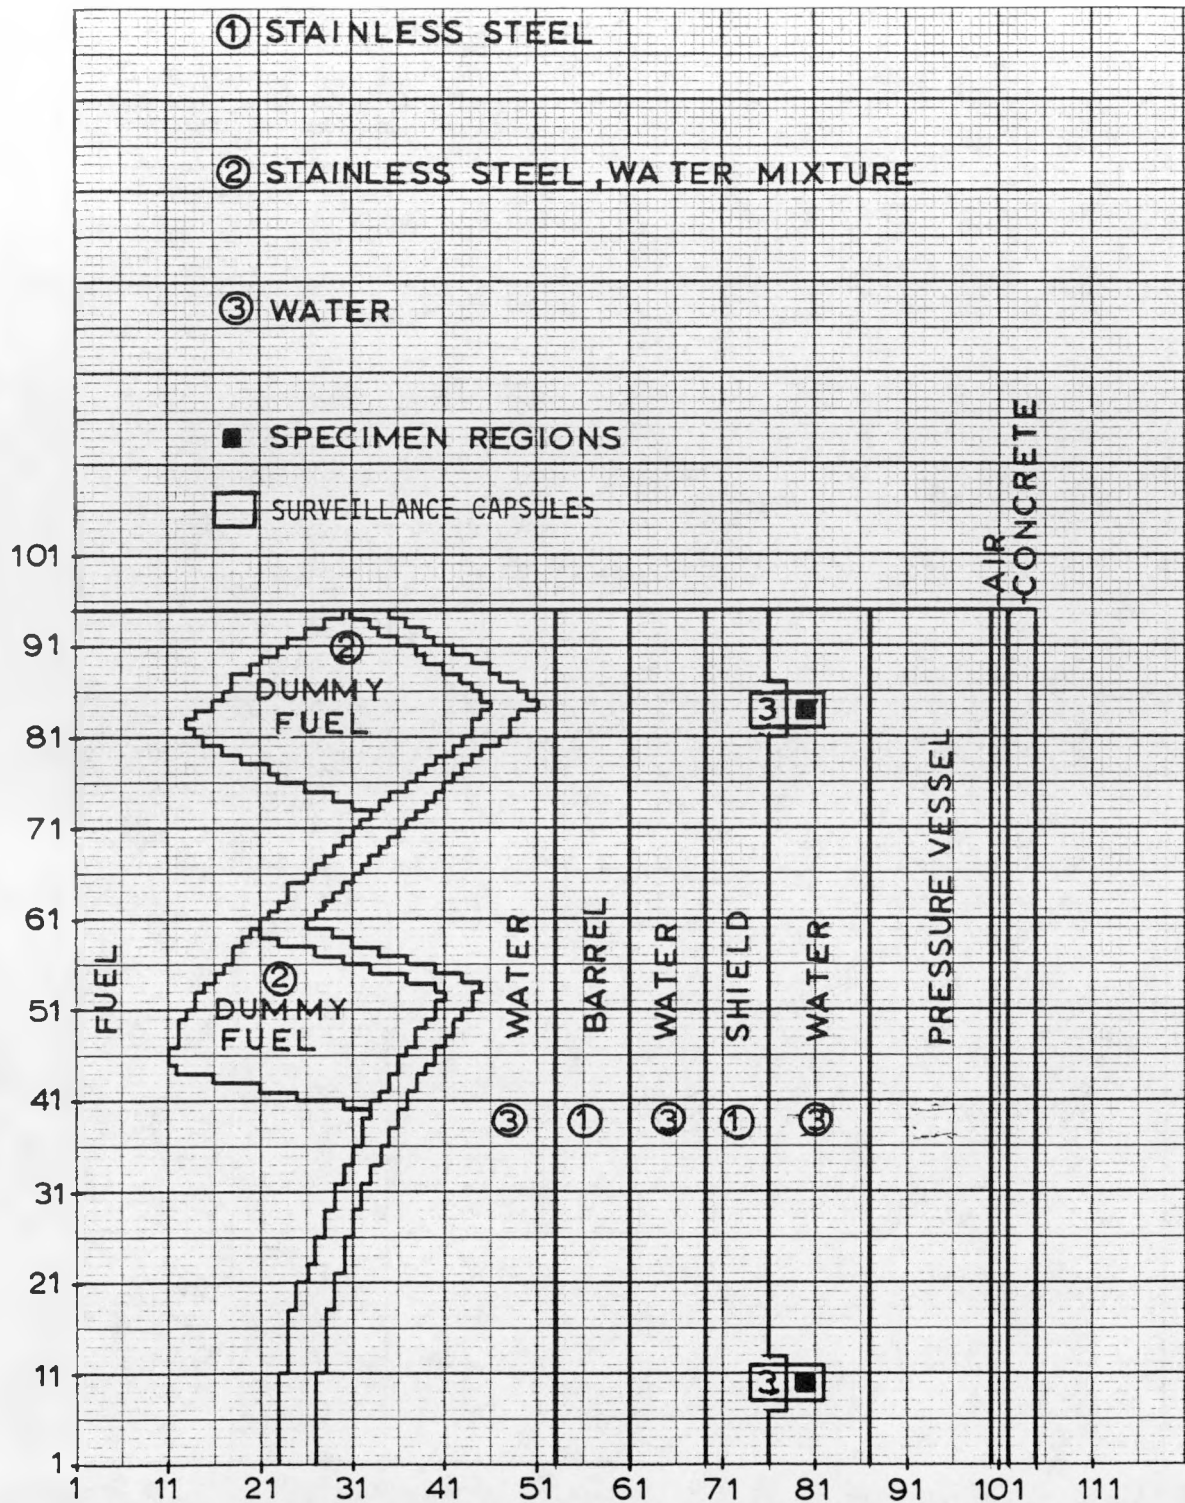 ① STAINLESS STEEL
② STAINLESS STEEL, WATER MIXTURE
③ WATER
■ SPECIMEN REGIONS
SURVEILLANCE CAPSULES
AIR
CONCRETE
101
91
81
71
61
51
41
31
21
11
1
②
DUMMY
FUEL
3
②
DUMMY
FUEL
FUEL
WATER
BARREL
WATER
SHIELD
WATER
PRESSURE VESSEL
③ ① ③ ① ③
3
1 11 21 31 41 51 61 71 81 91 101 111